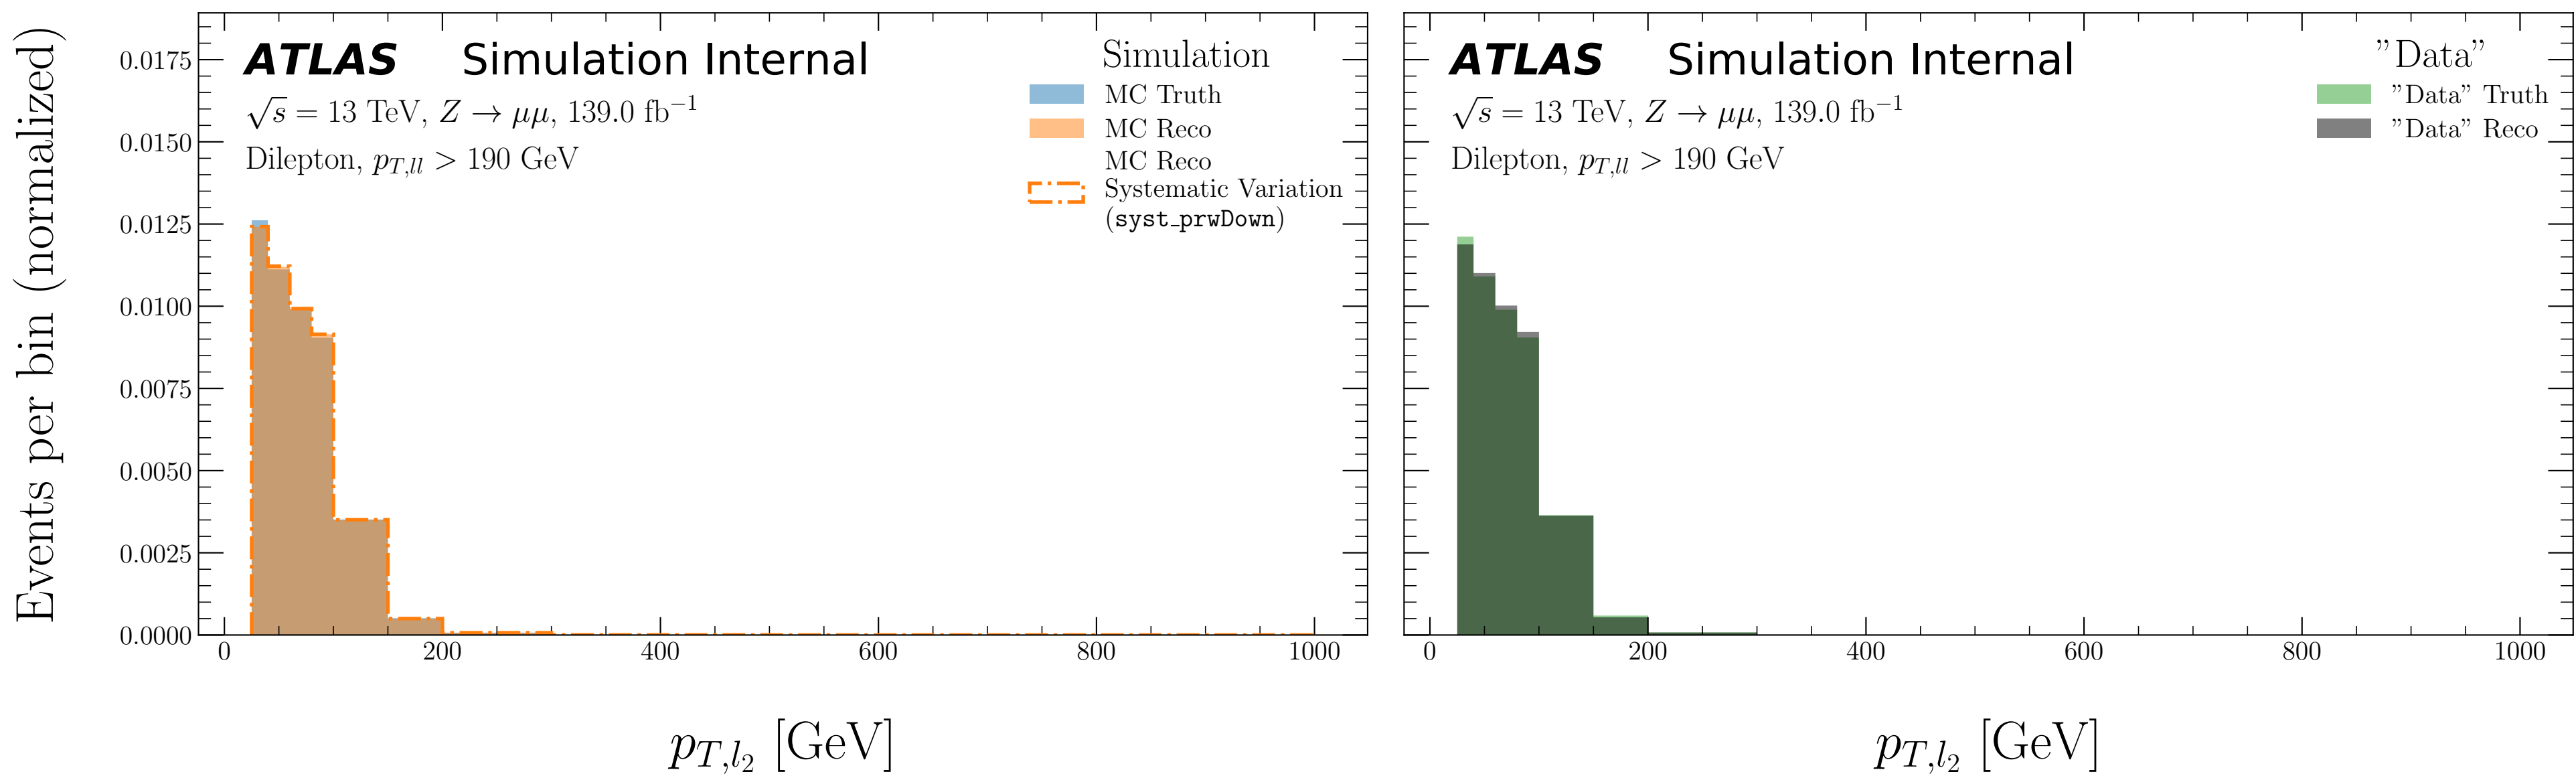 Events per bin (normalized)
0.0175
0.0150
0.0125
0.0100
0.0075
0.0050
0.0025
0.0000
ATLAS Simulation Internal
√s = 13 TeV, Z → μμ, 139.0 fb⁻¹
Dilepton, p_{T,ll} > 190 GeV
Simulation
MC Truth
MC Reco
MC Reco
Systematic Variation
(syst_prwDown)
0 200 400 600 800 1000
p_{T,l₂} [GeV]
ATLAS Simulation Internal
√s = 13 TeV, Z → μμ, 139.0 fb⁻¹
Dilepton, p_{T,ll} > 190 GeV
”Data”
”Data” Truth
”Data” Reco
0 200 400 600 800 1000
p_{T,l₂} [GeV]